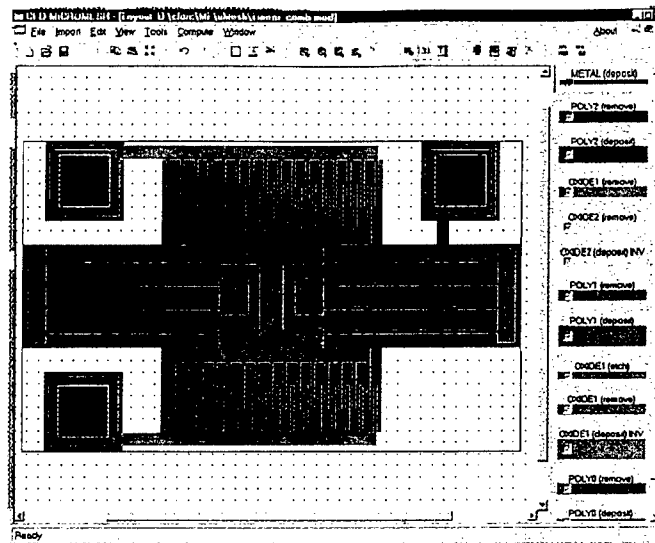 File Import Edit View Tools Compute Window About
METAL (deposit)
POLY2 (remove)
POLY2 (deposit)
OXIDE1 (remove)
OXIDE2 (remove)
OXIDE2 (deposit) INV
POLY1 (remove)
POLY1 (deposit)
OXIDE1 (etch)
OXIDE1 (remove)
OXIDE1 (deposit) INV
POLY0 (remove)
POLY0 (deposit)
Ready